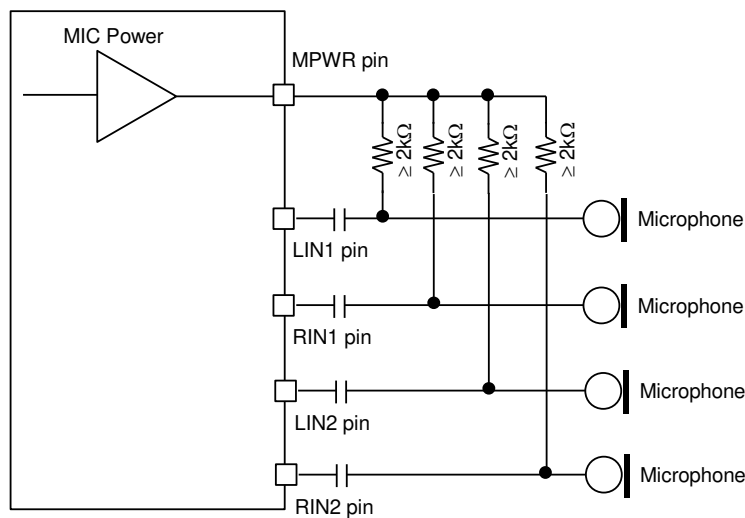 MIC Power
MPWR pin
≥ 2kΩ
≥ 2kΩ
≥ 2kΩ
≥ 2kΩ
LIN1 pin
Microphone
RIN1 pin
Microphone
LIN2 pin
Microphone
RIN2 pin
Microphone